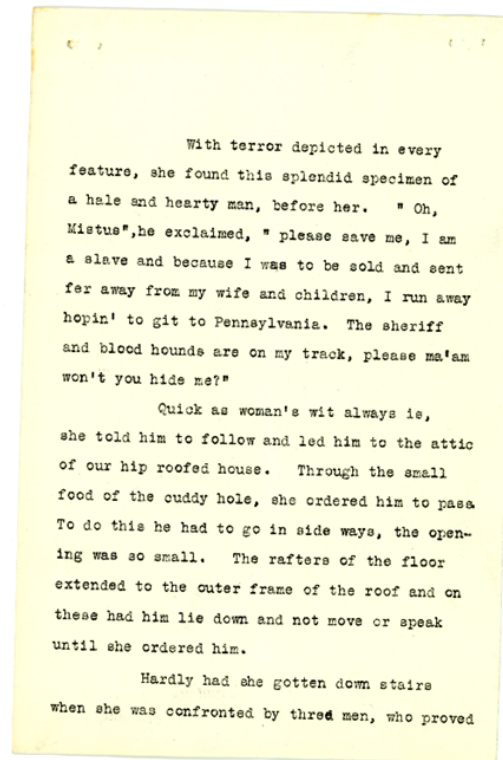 With terror depicted in every
feature, she found this splendid specimen of
a hale and hearty man, before her. " Oh,
Mistus",he exclaimed, " please save me, I am
a slave and because I was to be sold and sent
fer away from my wife and children, I run away
hopin' to git to Pennsylvania. The sheriff
and blood hounds are on my track, please ma'am
won't you hide me?"
Quick as woman's wit always is,
she told him to follow and led him to the attic
of our hip roofed house. Through the small
food of the cuddy hole, she ordered him to pass
To do this he had to go in side ways, the open-
ing was so small. The rafters of the floor
extended to the outer frame of the roof and on
these had him lie down and not move or speak
until she ordered him.
Hardly had she gotten down stairs
when she was confronted by thred men, who proved